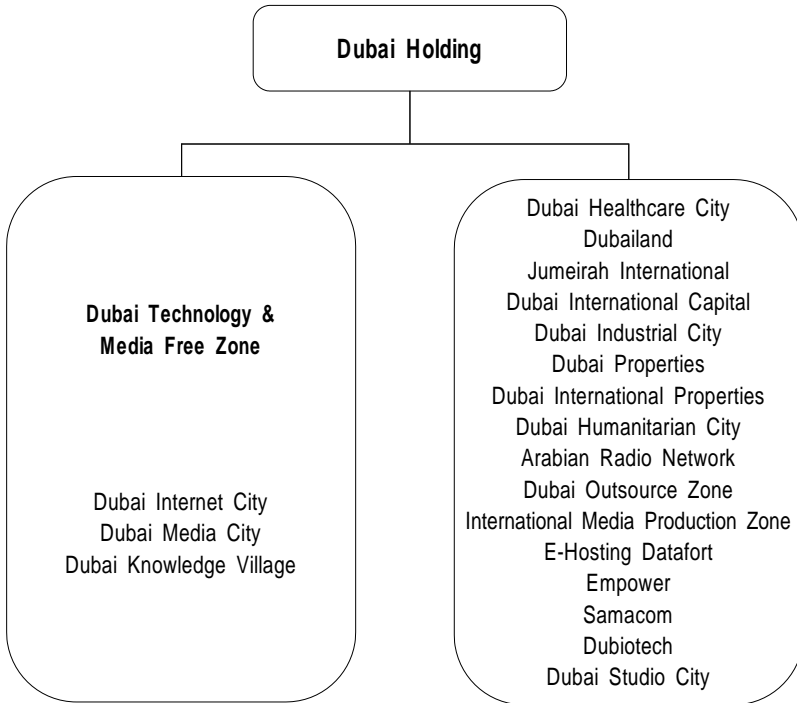 Dubai Holding
Dubai Technology &
Media Free Zone
Dubai Internet City
Dubai Media City
Dubai Knowledge Village
Dubai Healthcare City
Dubailand
Jumeirah International
Dubai International Capital
Dubai Industrial City
Dubai Properties
Dubai International Properties
Dubai Humanitarian City
Arabian Radio Network
Dubai Outsource Zone
International Media Production Zone
E-Hosting Datafort
Empower
Samacom
Dubiotech
Dubai Studio City